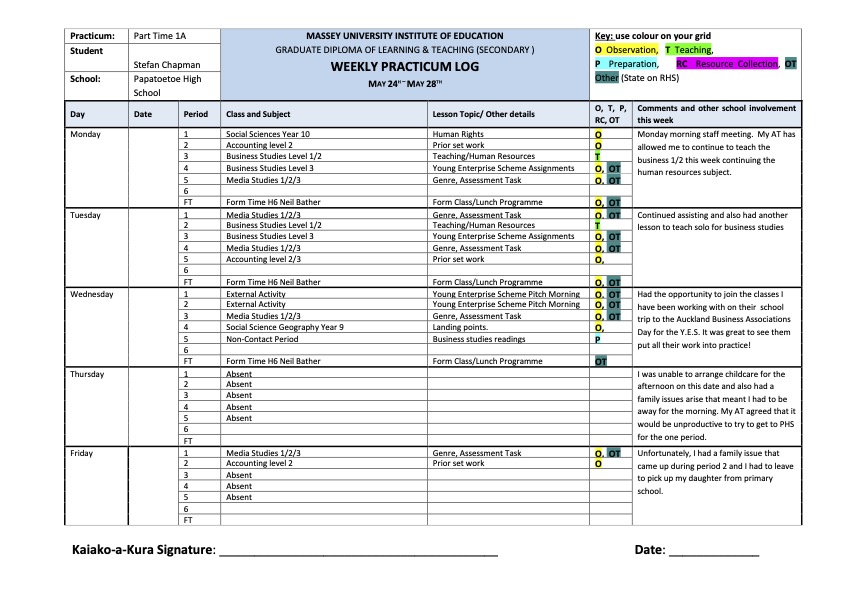 Practicum: Part Time 1A
Student
Stefan Chapman
School: Papatoetoe High
School
MASSEY UNIVERSITY INSTITUTE OF EDUCATION
GRADUATE DIPLOMA OF LEARNING & TEACHING (SECONDARY )
WEEKLY PRACTICUM LOG
MAY 24TH – MAY 28TH
Key: use colour on your grid
O Observation, T Teaching,
P Preparation, RC Resource Collection, OT
Other (State on RHS)
Day Date Period Class and Subject Lesson Topic/ Other details O, T, P, RC, OT Comments and other school involvement this week
Monday
1 Social Sciences Year 10 Human Rights O
2 Accounting level 2 Prior set work O
3 Business Studies Level 1/2 Teaching/Human Resources T
4 Business Studies Level 3 Young Enterprise Scheme Assignments O, OT
5 Media Studies 1/2/3 Genre, Assessment Task O, OT
6
FT Form Time H6 Neil Bather Form Class/Lunch Programme O, OT
Monday morning staff meeting. My AT has
allowed me to continue to teach the
business 1/2 this week continuing the
human resources subject.
Tuesday
1 Media Studies 1/2/3 Genre, Assessment Task O, OT
2 Business Studies Level 1/2 Teaching/Human Resources T
3 Business Studies Level 3 Young Enterprise Scheme Assignments O, OT
4 Media Studies 1/2/3 Genre, Assessment Task O, OT
5 Accounting level 2 Prior set work O,
6
FT Form Time H6 Neil Bather Form Class/Lunch Programme O, OT
Continued assisting and also had another
lesson to teach solo for business studies
Wednesday
1 External Activity Young Enterprise Scheme Pitch Morning O, OT
2 External Activity Young Enterprise Scheme Pitch Morning O, OT
3 Media Studies 1/2/3 Genre, Assessment Task O, OT
4 Social Science Geography Year 9 Landing points. O,
5 Non-Contact Period Business studies readings P
6
FT Form Time H6 Neil Bather Form Class/Lunch Programme OT
Had the opportunity to join the classes I
have been working with on their school
trip to the Auckland Business Associations
Day for the Y.E.S. It was great to see them
put all their work into practice!
Thursday
1 Absent
2 Absent
3 Absent
4 Absent
5 Absent
6
FT
I was unable to arrange childcare for the
afternoon on this date and also had a
family issues arise that meant I had to be
away for the morning. My AT agreed that it
would be unproductive to try to get to PHS
for the one period.
Friday
1 Media Studies 1/2/3 Genre, Assessment Task O, OT
2 Accounting level 2 Prior set work O
3 Absent
4 Absent
5 Absent
6
FT
Unfortunately, I had a family issue that
came up during period 2 and I had to leave
to pick up my daughter from primary
school.
Kaiako-a-Kura Signature: ______________________ Date: ____________